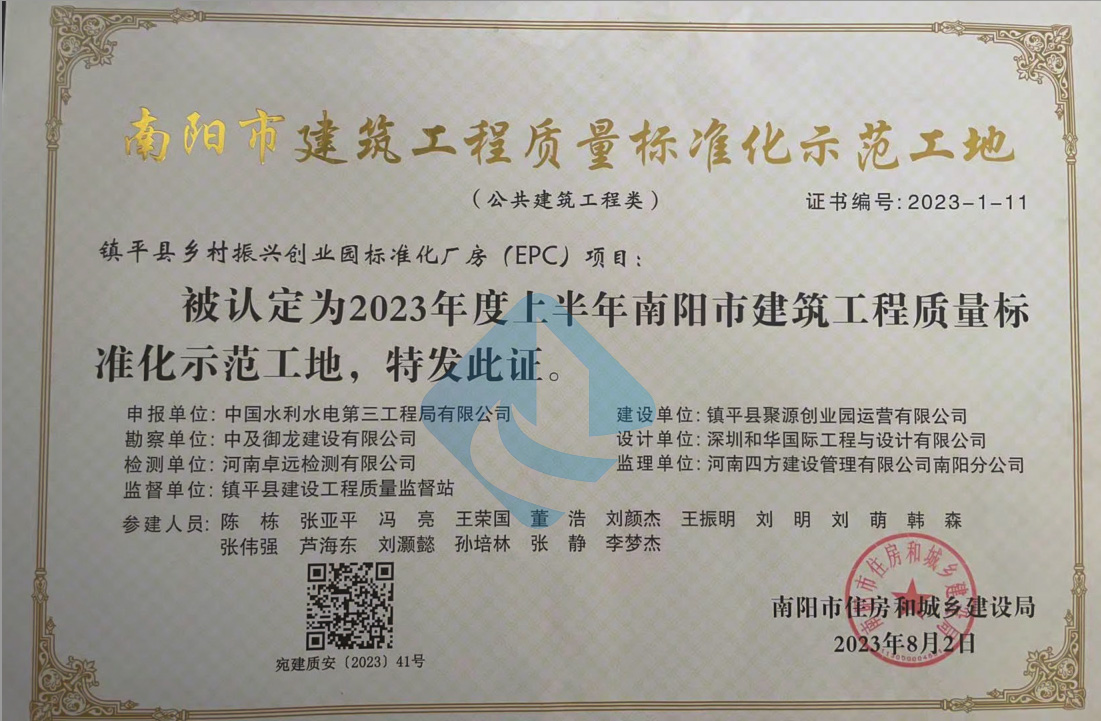 南阳市建筑工程质量标准化示范工地
（公共建筑工程类）
证书编号:2023-1-11
镇平县乡村振兴创业园标准化厂房（EPC）项目:
被认定为2023年度上半年南阳市建筑工程质量标
准化示范工地，特发此证。
申报单位: 中国水利水电第三工程局有限公司
建设单位: 镇平县聚源创业园运营有限公司
勘察单位: 中及御龙建设有限公司
设计单位: 深圳和华国际工程与设计有限公司
检测单位: 河南卓远检测有限公司
监理单位: 河南四方建设管理有限公司南阳分公司
监督单位: 镇平县建设工程质量监督站
参建人员: 陈 栋 张亚平 冯 亮 王荣国 董 浩 刘颜杰 王振明 刘 明 刘 萌 韩 森
张伟强 芦海东 刘灏懿 孙培林 张 静 李梦杰
南阳市住房和城乡建设局
南阳市住房和城乡建设局
2023年8月2日
宛建质安〔2023〕41号